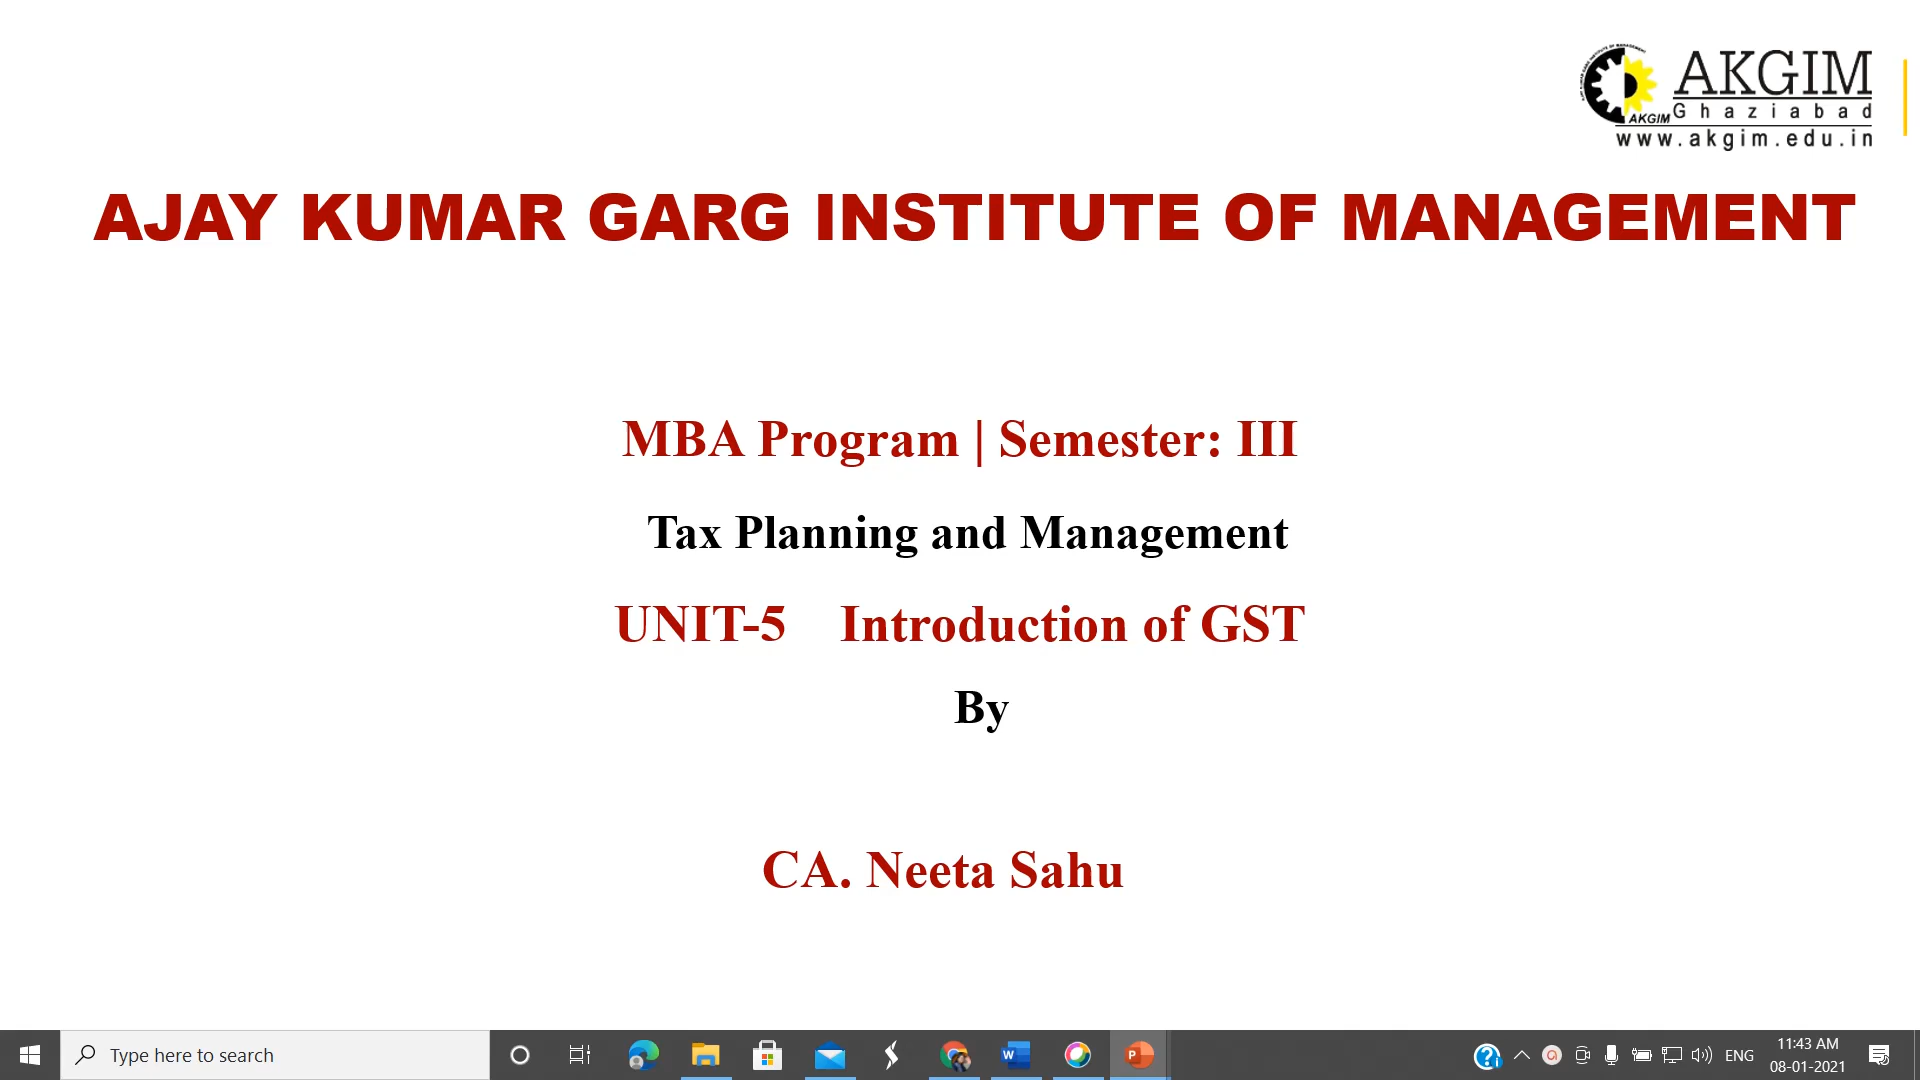 AKGIM
Ghaziabad
AKGIM
www.akgim.edu.in
AJAY KUMAR GARG INSTITUTE OF MANAGEMENT
MBA Program | Semester: III
Tax Planning and Management
UNIT-5 Introduction of GST
By
CA. Neeta Sahu
Type here to search
ENG
11:43 AM
08-01-2021